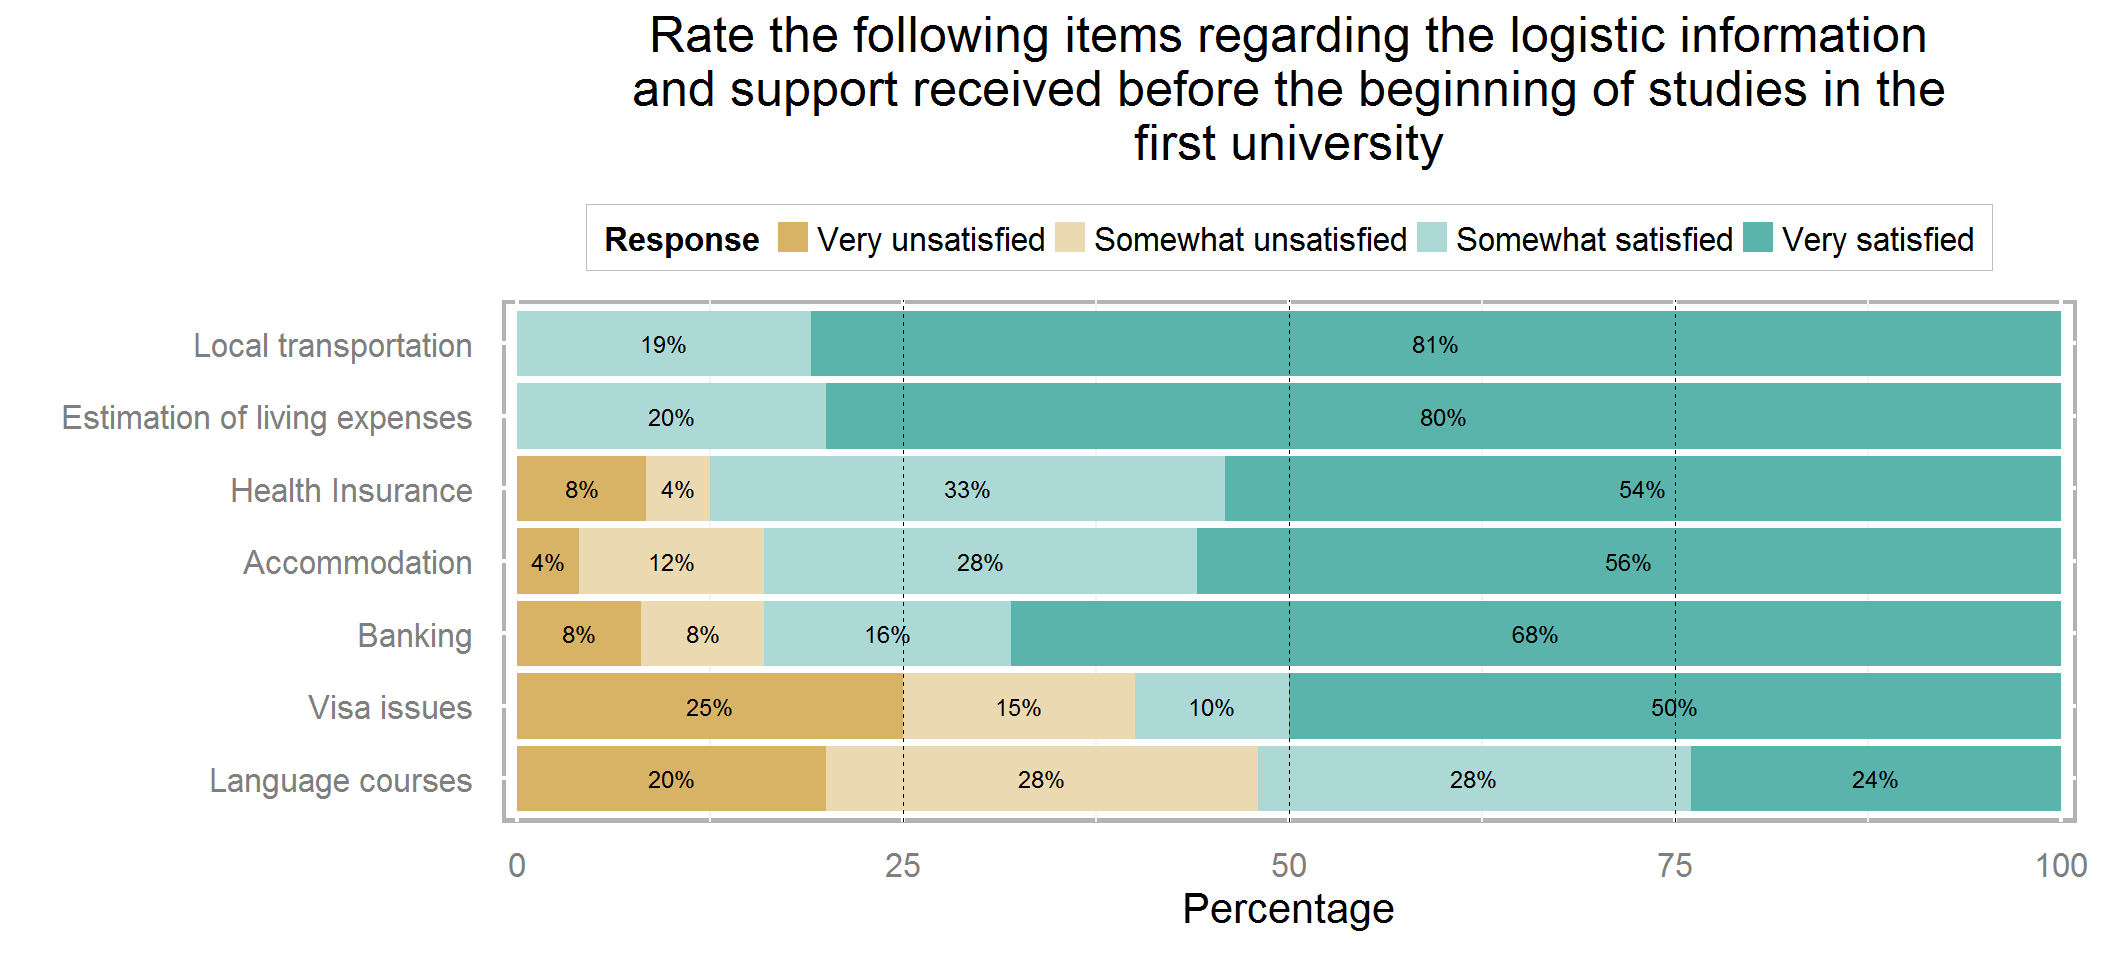 Rate the following items regarding the logistic information
and support received before the beginning of studies in the
first university
Response Very unsatisfied Somewhat unsatisfied Somewhat satisfied Very satisfied
Local transportation 19% 81%
Estimation of living expenses 20% 80%
Health Insurance 8% 4% 33% 54%
Accommodation 4% 12% 28% 56%
Banking 8% 8% 16% 68%
Visa issues 25% 15% 10% 50%
Language courses 20% 28% 28% 24%
0 25 50 75 100
Percentage